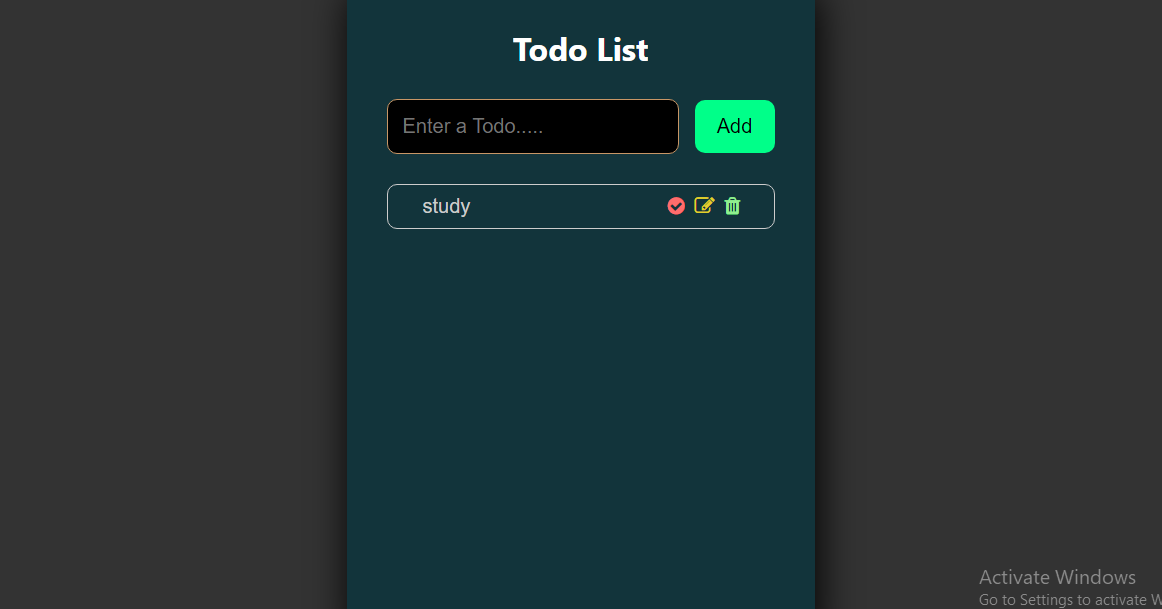 Todo List
Enter a Todo.....
Add
study
Activate Windows
Go to Settings to activate W